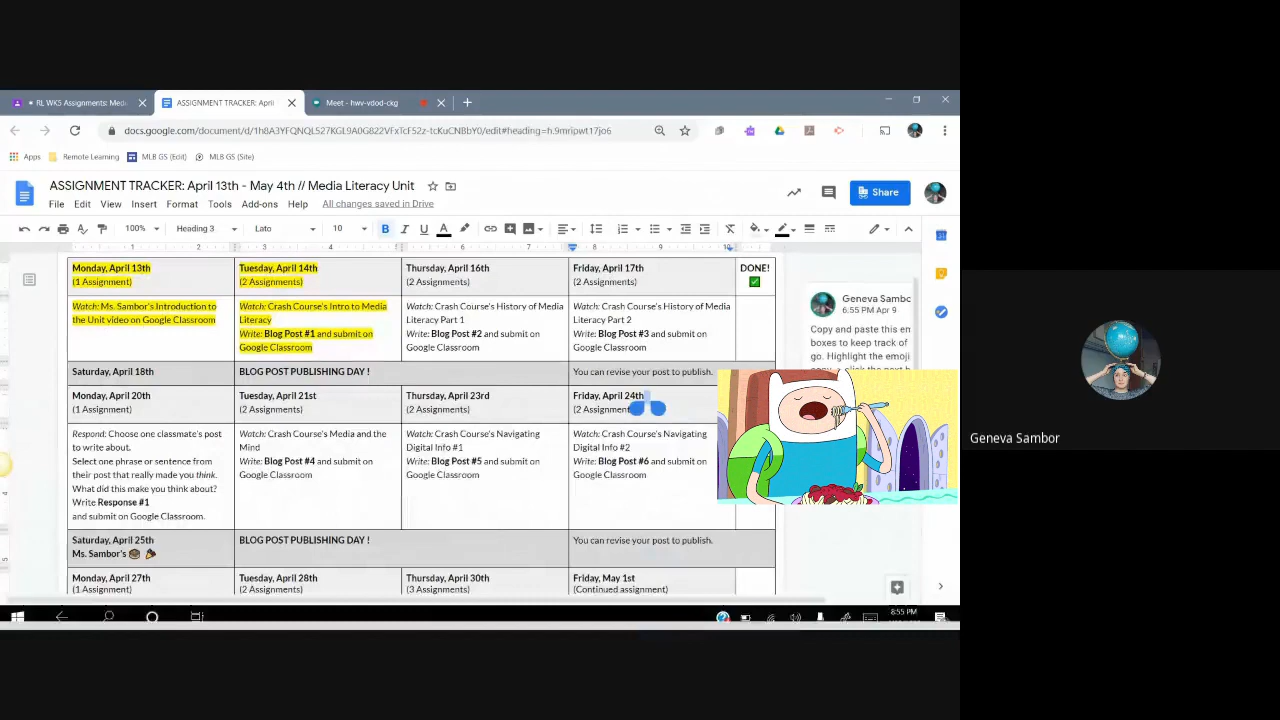 RL WK5 Assignments: Med
ASSIGNMENT TRACKER: April
Meet - hwv-vdod-ckg
docs.google.com/document/d/1h8A3YFQNQL527KGL9A0G822VFxTcF52z-tcKuCNBbY0/edit#heading=h.9mripwt17jo6
Apps
Remote Learning
MLB GS (Edit)
MLB GS (Site)
ASSIGNMENT TRACKER: April 13th - May 4th // Media Literacy Unit
Share
File Edit View Insert Format Tools Add-ons Help All changes saved in Drive
100% Heading 3 Lato 10 B I U A
Monday, April 13th
(1 Assignment)
Tuesday, April 14th
(2 Assignments)
Thursday, April 16th
(2 Assignments)
Friday, April 17th
(2 Assignments)
DONE!
Watch: Ms. Sambor's Introduction to
the Unit video on Google Classroom
Watch: Crash Course's Intro to Media
Literacy
Write: Blog Post #1 and submit on
Google Classroom
Watch: Crash Course's History of Media
Literacy Part 1
Write: Blog Post #2 and submit on
Google Classroom
Watch: Crash Course's History of Media
Literacy Part 2
Write: Blog Post #3 and submit on
Google Classroom
Saturday, April 18th
BLOG POST PUBLISHING DAY !
You can revise your post to publish.
Monday, April 20th
(1 Assignment)
Tuesday, April 21st
(2 Assignments)
Thursday, April 23rd
(2 Assignments)
Friday, April 24th
(2 Assignment
Respond: Choose one classmate's post
to write about.
Select one phrase or sentence from
their post that really made you think.
What did this make you think about?
Write Response #1
and submit on Google Classroom.
Watch: Crash Course's Media and the
Mind
Write: Blog Post #4 and submit on
Google Classroom
Watch: Crash Course's Navigating
Digital Info #1
Write: Blog Post #5 and submit on
Google Classroom
Watch: Crash Course's Navigating
Digital Info #2
Write: Blog Post #6 and submit on
Google Classroom
Saturday, April 25th
Ms. Sambor's
BLOG POST PUBLISHING DAY !
You can revise your post to publish.
Monday, April 27th
(1 Assignment)
Tuesday, April 28th
(2 Assignments)
Thursday, April 30th
(3 Assignments)
Friday, May 1st
(Continued assignment)
Geneva Sambo
6:55 PM Apr 9
Copy and paste this em
boxes to keep track of
go. Highlight the emoji
8:55 PM
Geneva Sambor